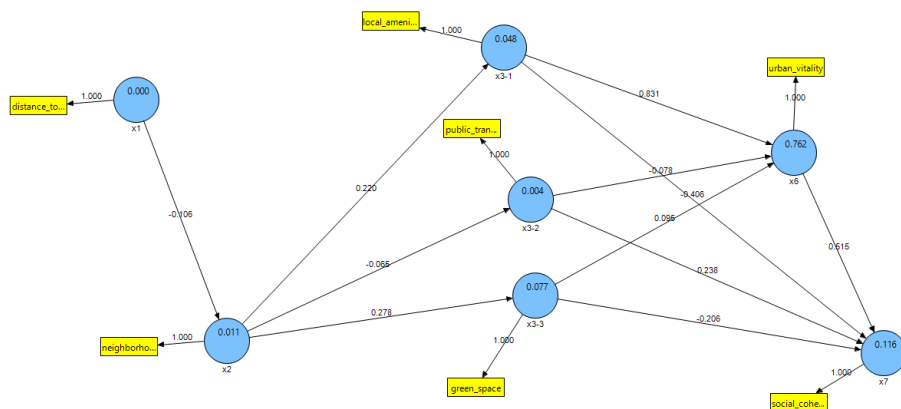 local_ameni...
1.000
0.048
x3-1
urban_vitality
1.000
0.000
1.000
distance_to...
x1
0.831
public_tran...
1.000
0.762
x6
-0.078
0.220
-0.406
0.004
x3-2
0.095
-0.106
0.515
-0.065
0.238
0.077
x3-3
0.278
-0.206
0.011
1.000
neighborho...
x2
1.000
0.116
x7
green_space
1.000
social_cohe...